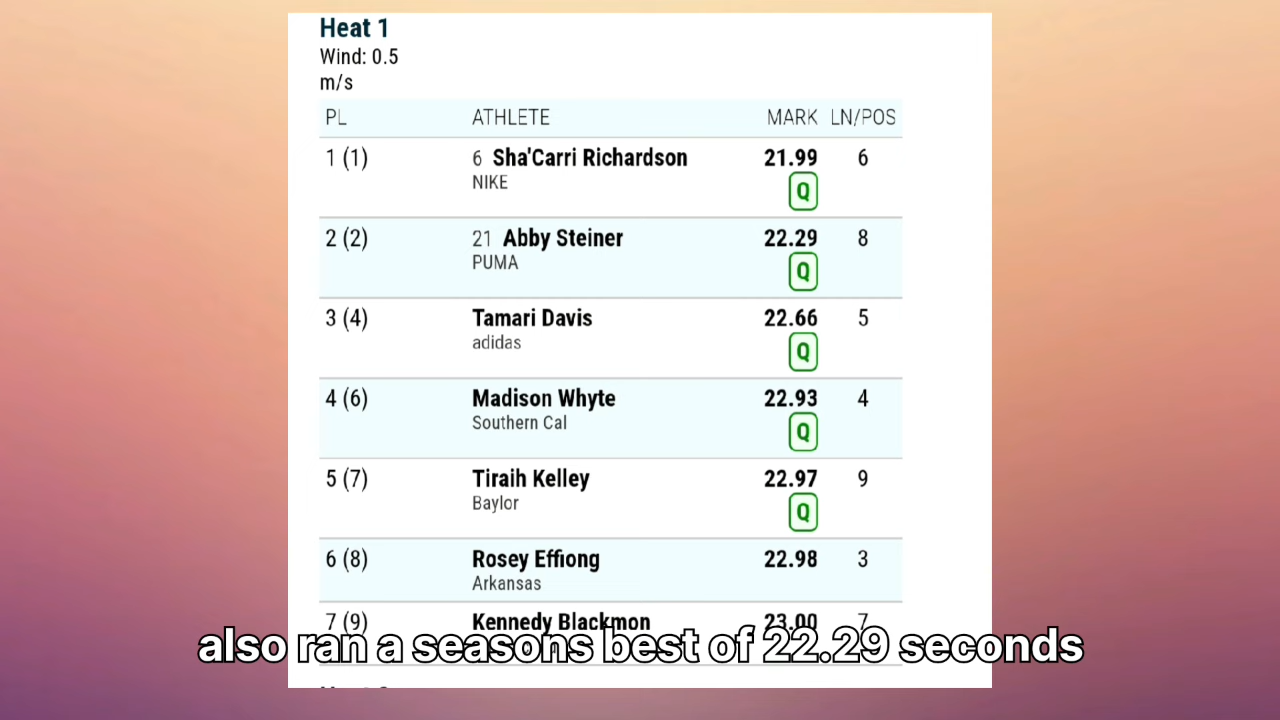 Heat 1
Wind: 0.5
m/s
PL ATHLETE MARK LN/POS
1 (1) 6 Sha'Carri Richardson 21.99 6
NIKE Q
2 (2) 21 Abby Steiner 22.29 8
PUMA Q
3 (4) Tamari Davis 22.66 5
adidas Q
4 (6) Madison Whyte 22.93 4
Southern Cal Q
5 (7) Tiraih Kelley 22.97 9
Baylor Q
6 (8) Rosey Effiong 22.98 3
Arkansas
7 (9) Kennedy Blackmon 23.00 7
also ran a seasons best of 22.29 seconds